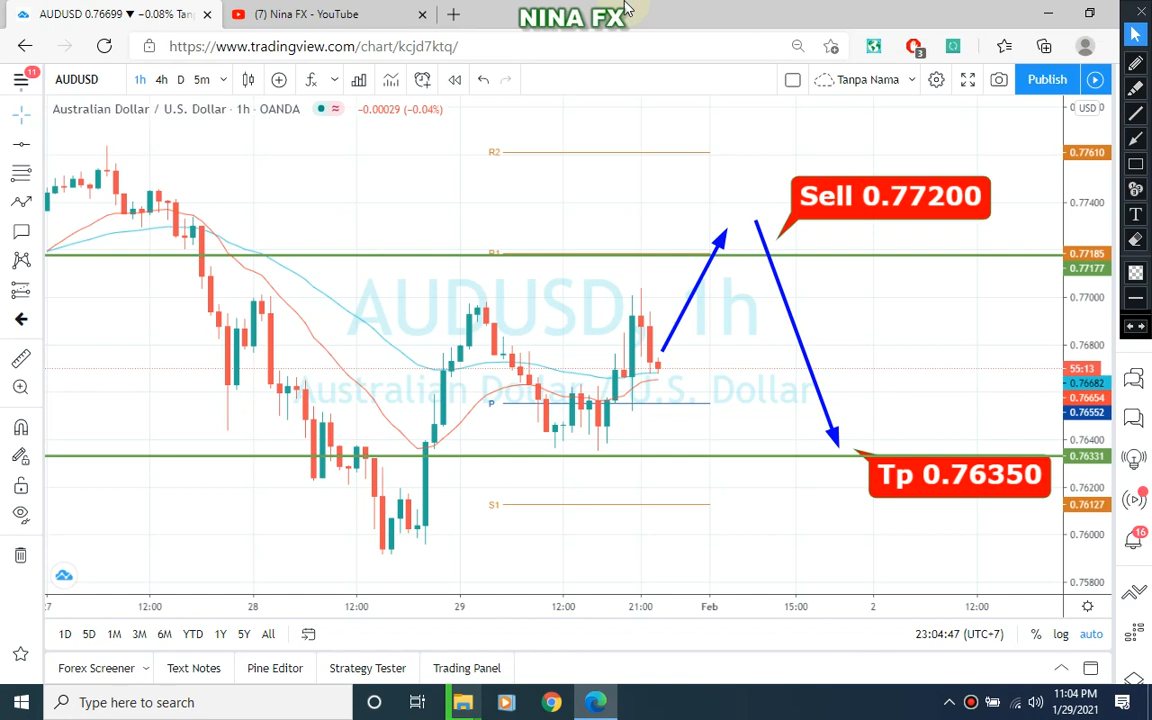 AUDUSD 0.76699 ▼ −0.08% Tan
(7) Nina FX - YouTube
NINA FX
https://www.tradingview.com/chart/kcjd7ktq/
3
11
AUDUSD
1h 4h D 5m
Tanpa Nama
Publish
Australian Dollar / U.S. Dollar · 1h · OANDA
−0.00029 (−0.04%)
USD
R2
0.77610
Sell 0.77200
0.77400
R1
0.77185
0.77177
AUDUSD, 1h
0.77000
0.76800
55:13
0.76682
Australian Dollar / U.S. Dollar
0.76654
P
0.76552
0.76400
0.76331
Tp 0.76350
0.76200
S1
0.76127
0.76000
0.75800
16
27 12:00 28 12:00 29 12:00 21:00 Feb 15:00 2 12:00
1D 5D 1M 3M 6M YTD 1Y 5Y All
23:04:47 (UTC+7) % log auto
Forex Screener Text Notes Pine Editor Strategy Tester Trading Panel
Type here to search
11:04 PM
1/29/2021